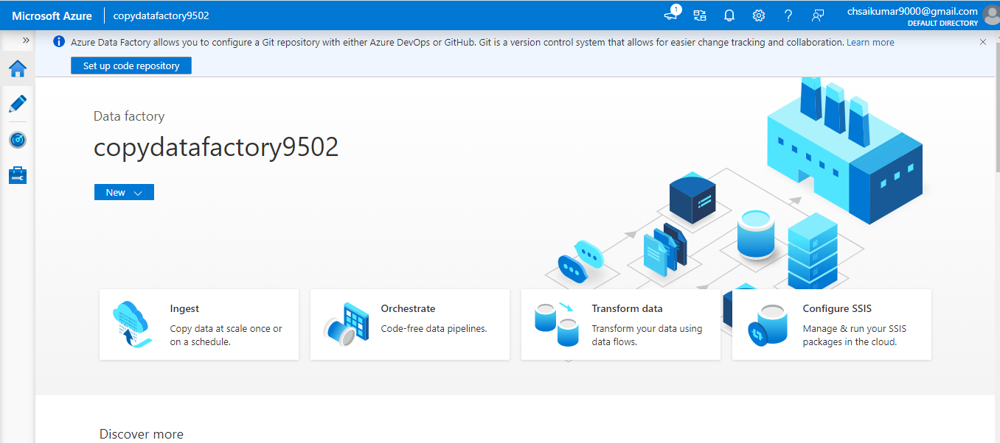 Microsoft Azure copydatafactory9502 1 chsaikumar9000@gmail.com
DEFAULT DIRECTORY
Azure Data Factory allows you to configure a Git repository with either Azure DevOps or GitHub. Git is a version control system that allows for easier change tracking and collaboration. Learn more
Set up code repository
Data factory
copydatafactory9502
New
Ingest
Copy data at scale once or
on a schedule.
Orchestrate
Code-free data pipelines.
Transform data
Transform your data using
data flows.
Configure SSIS
Manage & run your SSIS
packages in the cloud.
Discover more